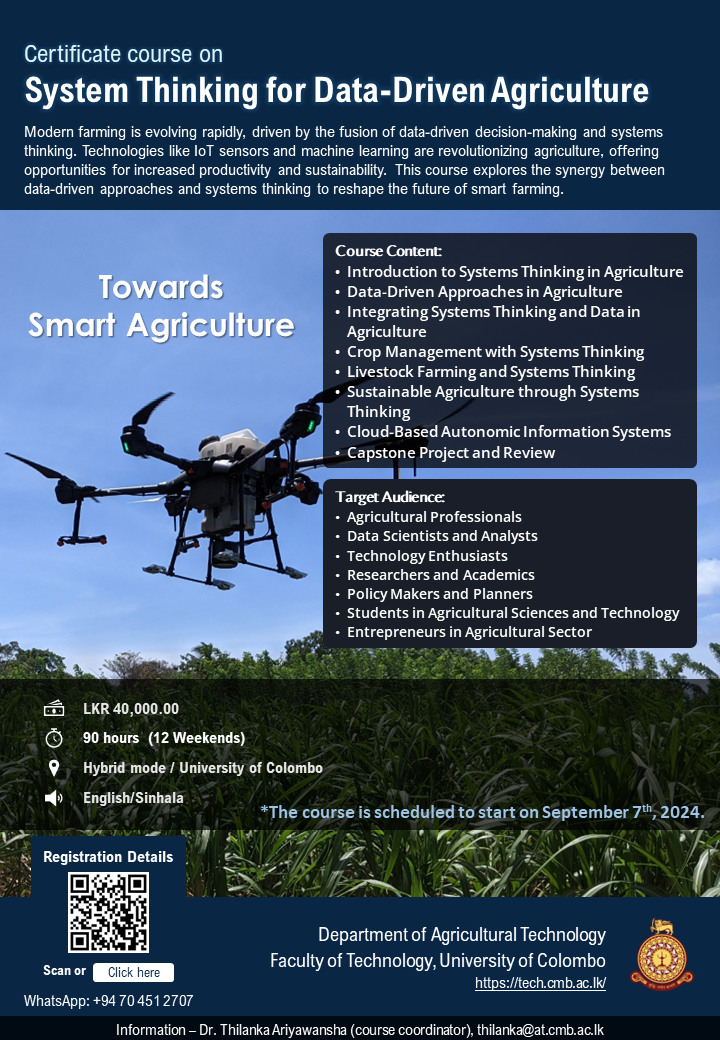 Certificate course on
System Thinking for Data-Driven Agriculture
Modern farming is evolving rapidly, driven by the fusion of data-driven decision-making and systems
thinking. Technologies like IoT sensors and machine learning are revolutionizing agriculture, offering
opportunities for increased productivity and sustainability. This course explores the synergy between
data-driven approaches and systems thinking to reshape the future of smart farming.
Towards
Smart Agriculture
Course Content:
• Introduction to Systems Thinking in Agriculture
• Data-Driven Approaches in Agriculture
• Integrating Systems Thinking and Data in
Agriculture
• Crop Management with Systems Thinking
• Livestock Farming and Systems Thinking
• Sustainable Agriculture through Systems
Thinking
• Cloud-Based Autonomic Information Systems
• Capstone Project and Review
Target Audience:
• Agricultural Professionals
• Data Scientists and Analysts
• Technology Enthusiasts
• Researchers and Academics
• Policy Makers and Planners
• Students in Agricultural Sciences and Technology
• Entrepreneurs in Agricultural Sector
LKR 40,000.00
90 hours (12 Weekends)
Hybrid mode / University of Colombo
English/Sinhala
*The course is scheduled to start on September 7th, 2024.
Registration Details
Scan or Click here
WhatsApp: +94 70 451 2707
Department of Agricultural Technology
Faculty of Technology, University of Colombo
https://tech.cmb.ac.lk/
Information – Dr. Thilanka Ariyawansha (course coordinator), thilanka@at.cmb.ac.lk